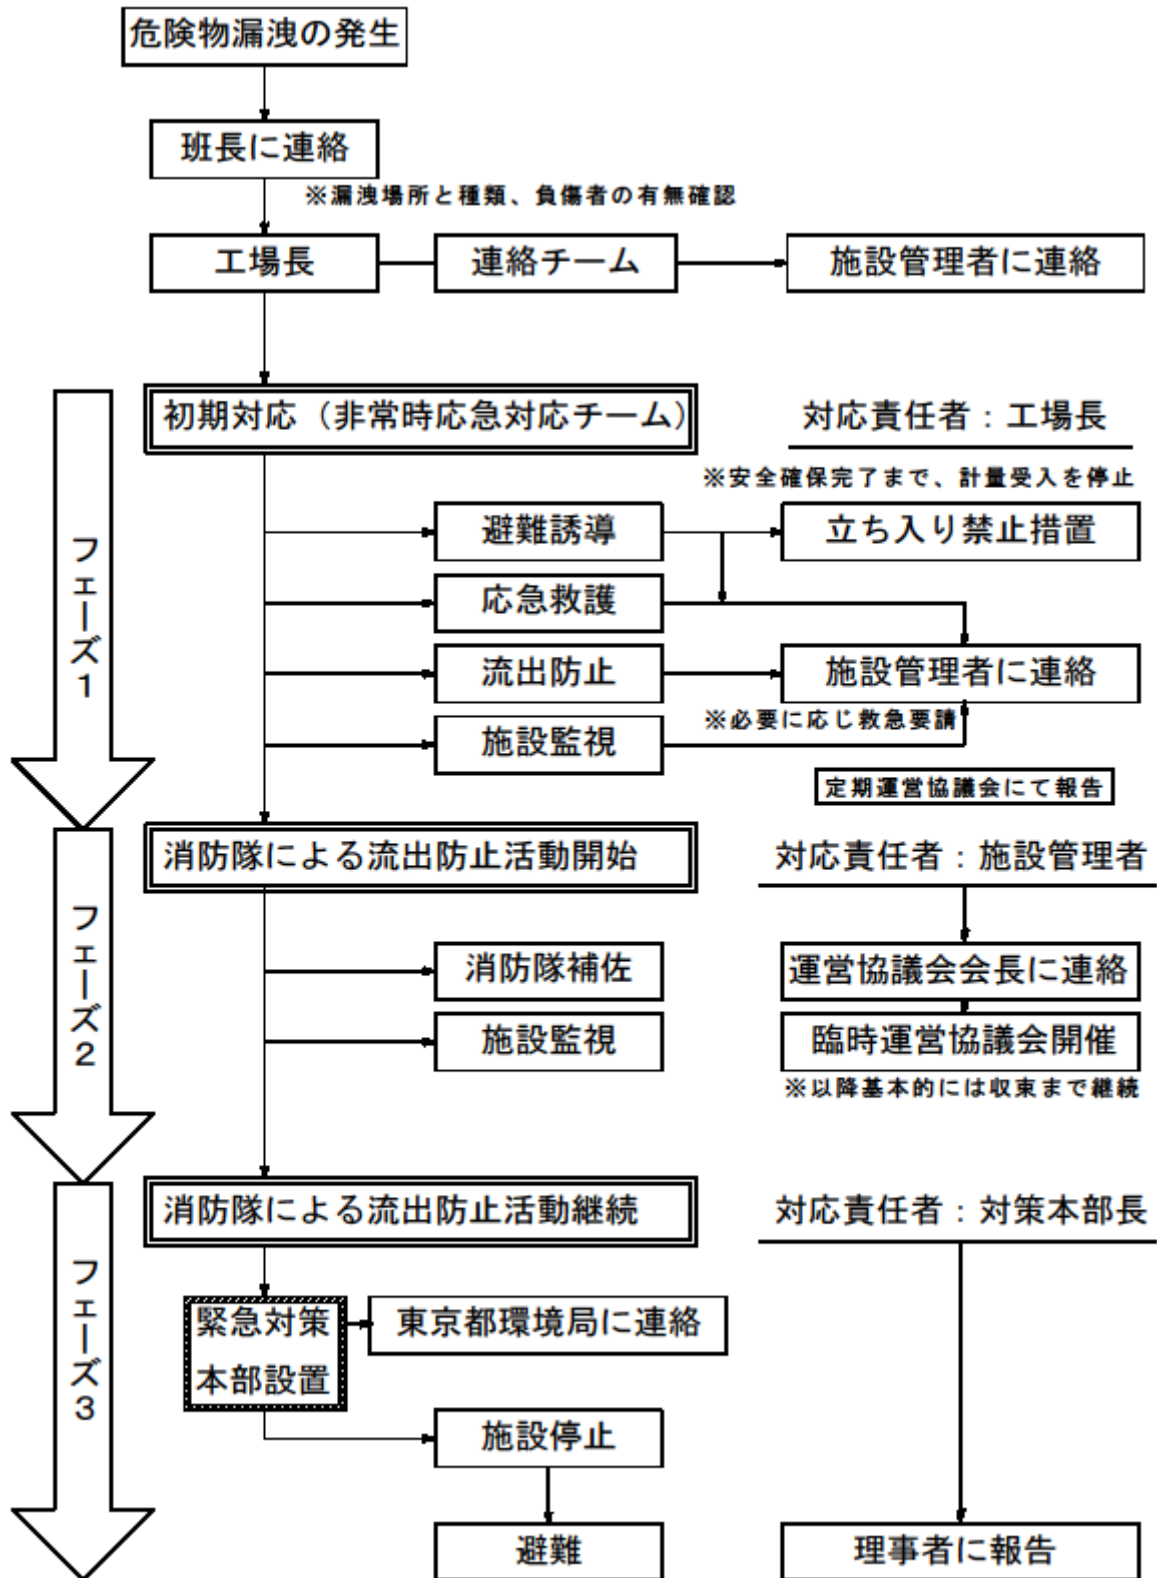 危険物漏洩の発生
班長に連絡
※漏洩場所と種類、負傷者の有無確認
工場長
連絡チーム
施設管理者に連絡
フェーズ1
初期対応（非常時応急対応チーム）
対応責任者：工場長
※安全確保完了まで、計量受入を停止
避難誘導
立ち入り禁止措置
応急救護
流出防止
施設管理者に連絡
※必要に応じ救急要請
施設監視
定期運営協議会にて報告
フェーズ2
消防隊による流出防止活動開始
対応責任者：施設管理者
消防隊補佐
運営協議会会長に連絡
施設監視
臨時運営協議会開催
※以降基本的には収束まで継続
フェーズ3
消防隊による流出防止活動継続
対応責任者：対策本部長
緊急対策
本部設置
東京都環境局に連絡
施設停止
避難
理事者に報告